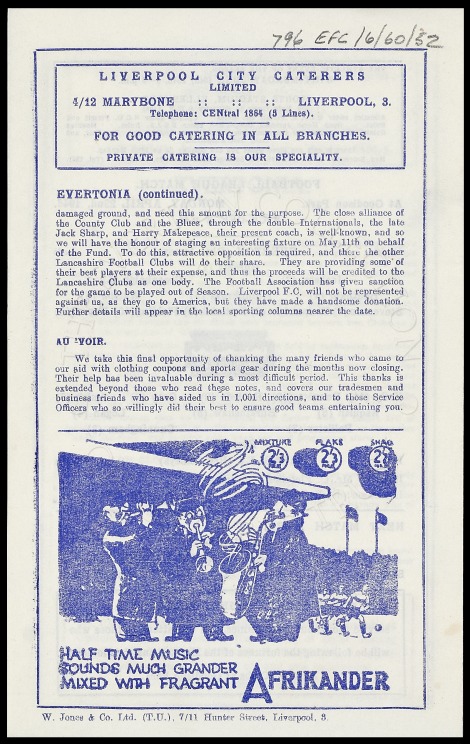 796 EFC/6/60/32
LIVERPOOL CITY CATERERS
LIMITED
4/12 MARYBONE :: :: :: LIVERPOOL, 3.
Telephone: CENtral 1864 (5 Lines).
FOR GOOD CATERING IN ALL BRANCHES.
PRIVATE CATERING IS OUR SPECIALITY.
EVERTONIA (continued).
damaged ground, and need this amount for the purpose. The close alliance of
the County Club and the Blues, through the double Internationals, the late
Jack Sharp, and Harry Makepeace, their present coach, is well-known, and so
we will have the honour of staging an interesting fixture on May 11th on behalf
of the Fund. To do this, attractive opposition is required, and there the other
Lancashire Football Clubs will do their share. They are providing some of
their best players at their expense, and thus the proceeds will be credited to the
Lancashire Clubs as one body. The Football Association has given sanction
for the game to be played out of Season. Liverpool F.C. will not be represented
against us, as they go to America, but they have made a handsome donation.
Further details will appear in the local sporting columns nearer the date.
AU 'VOIR.
We take this final opportunity of thanking the many friends who came to
our aid with clothing coupons and sports gear during the months now closing.
Their help has been invaluable during a most difficult period. This thanks is
extended beyond those who read these notes, and covers our tradesmen and
business friends who have aided us in 1,001 directions, and to those Service
Officers who so willingly did their best to ensure good teams entertaining you.
MIXTURE FLAKE SHAG
2/3 2/3 2/3
HALF TIME MUSIC
SOUNDS MUCH GRANDER
MIXED WITH FRAGRANT AFRIKANDER
W. Jones & Co. Ltd. (T.U.), 7/11 Hunter Street, Liverpool, 3.